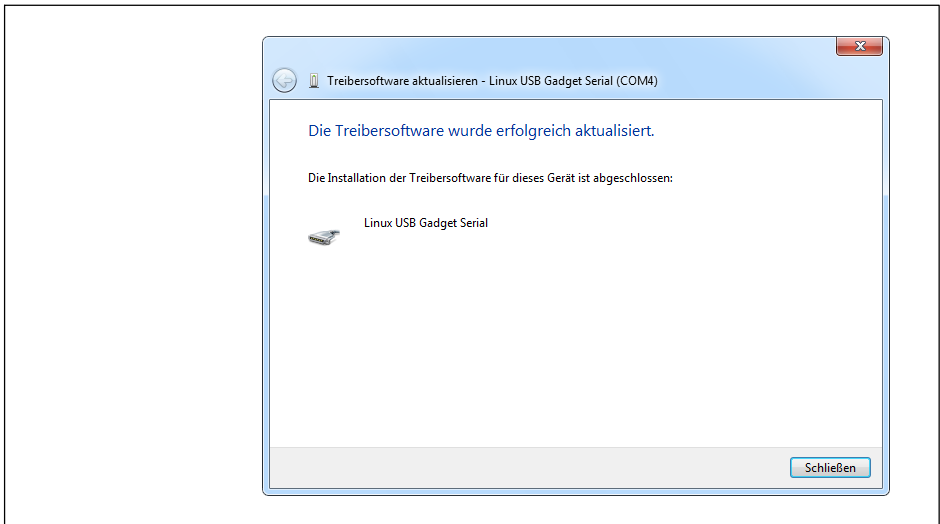 Treibersoftware aktualisieren - Linux USB Gadget Serial (COM4)
Die Treibersoftware wurde erfolgreich aktualisiert.
Die Installation der Treibersoftware für dieses Gerät ist abgeschlossen:
Linux USB Gadget Serial
Schließen